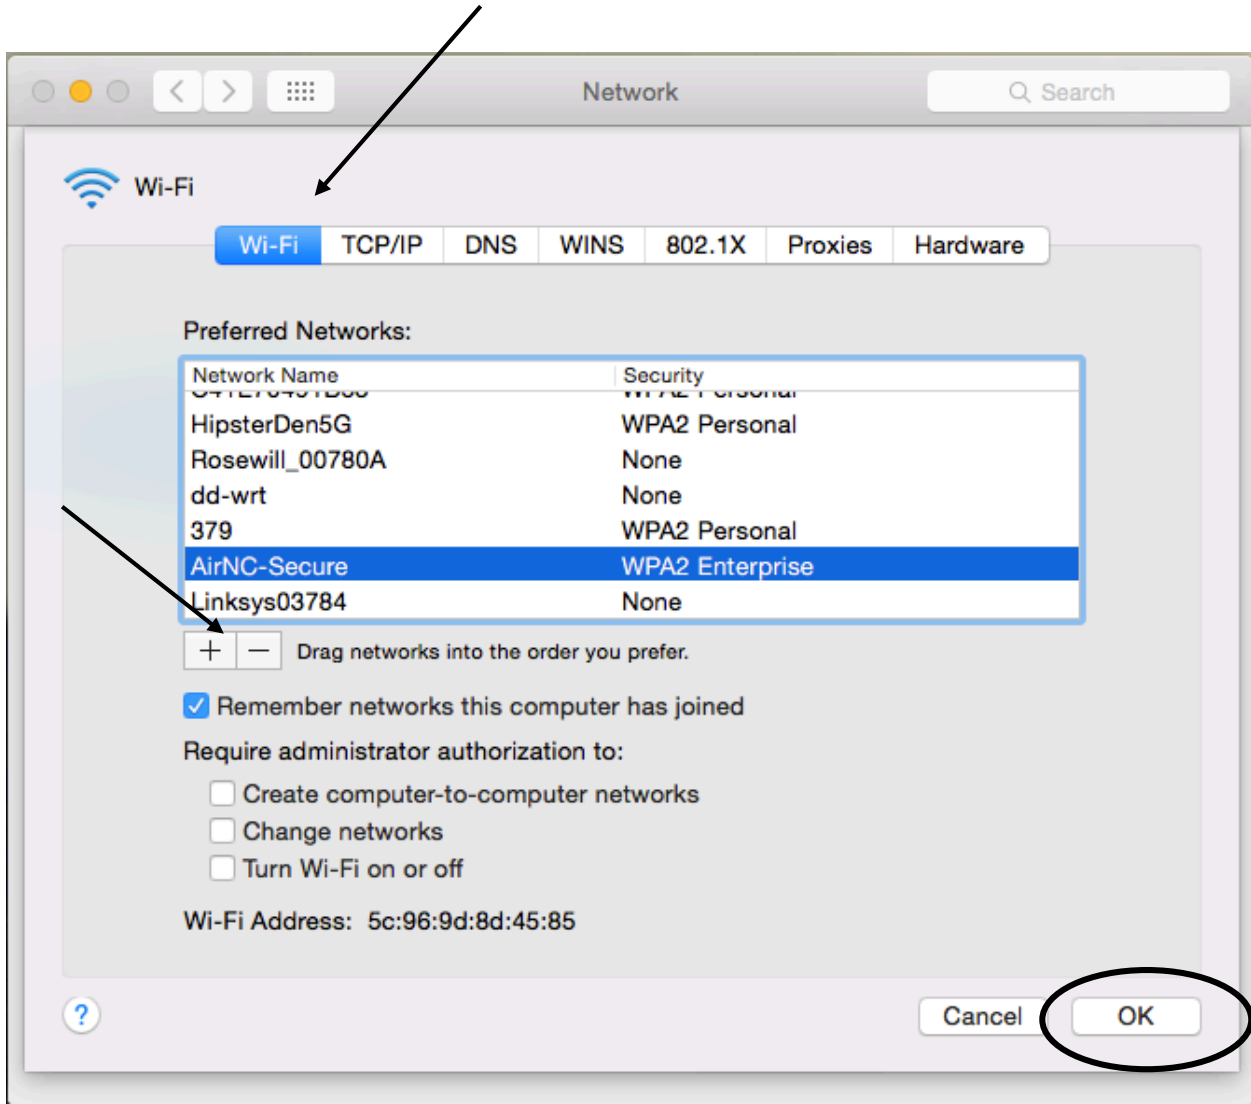 Network
Search
Wi-Fi
Wi-Fi TCP/IP DNS WINS 802.1X Proxies Hardware
Preferred Networks:
Network Name Security
HipsterDen5G WPA2 Personal
Rosewill_00780A None
dd-wrt None
379 WPA2 Personal
AirNC-Secure WPA2 Enterprise
Linksys03784 None
+ − Drag networks into the order you prefer.
Remember networks this computer has joined
Require administrator authorization to:
Create computer-to-computer networks
Change networks
Turn Wi-Fi on or off
Wi-Fi Address: 5c:96:9d:8d:45:85
? Cancel OK